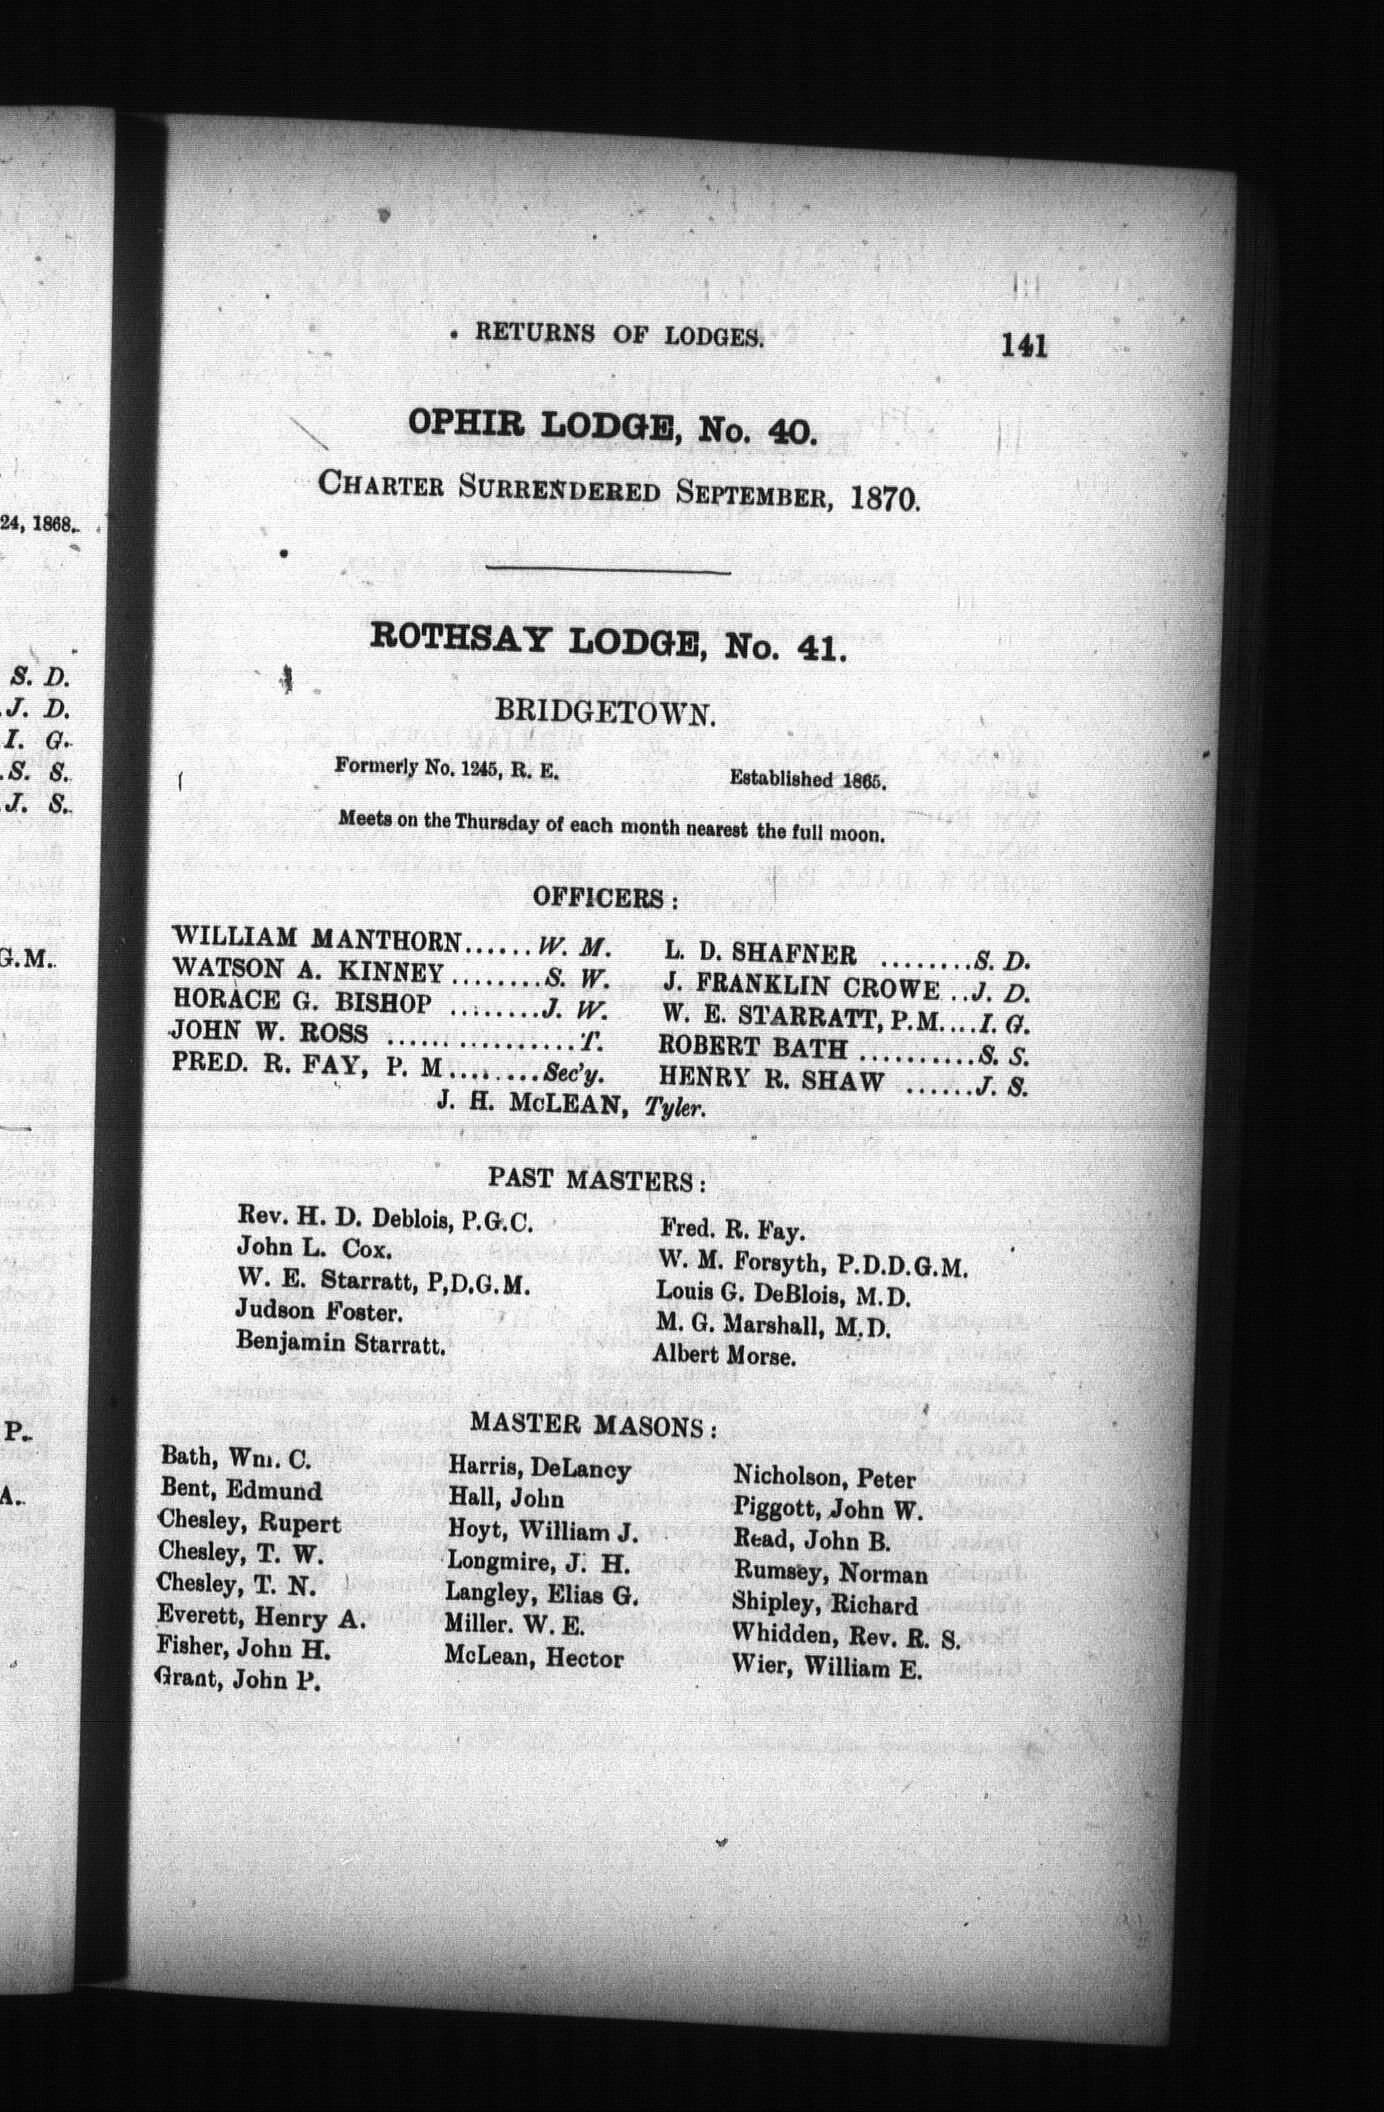 24, 1868.
S. D.
J. D.
I. G.
S. S.
J. S.
G.M.
P.
A.
RETURNS OF LODGES. 141
OPHIR LODGE, No. 40.
CHARTER SURRENDERED SEPTEMBER, 1870.
ROTHSAY LODGE, No. 41.
BRIDGETOWN.
Formerly No. 1245, R. E. Established 1865.
Meets on the Thursday of each month nearest the full moon.
OFFICERS:
WILLIAM MANTHORN......W. M. L. D. SHAFNER ........S. D.
WATSON A. KINNEY ........S. W. J. FRANKLIN CROWE ..J. D.
HORACE G. BISHOP ........J. W. W. E. STARRATT, P.M....I. G.
JOHN W. ROSS ................T. ROBERT BATH ..........S. S.
PRED. R. FAY, P. M........Sec'y. HENRY R. SHAW ......J. S.
J. H. McLEAN, Tyler.
PAST MASTERS:
Rev. H. D. Deblois, P.G.C. Fred. R. Fay.
John L. Cox. W. M. Forsyth, P.D.D.G.M.
W. E. Starratt, P,D.G.M. Louis G. DeBlois, M.D.
Judson Foster. M. G. Marshall, M.D.
Benjamin Starratt. Albert Morse.
MASTER MASONS:
Bath, Wm. C. Harris, DeLancy Nicholson, Peter
Bent, Edmund Hall, John Piggott, John W.
Chesley, Rupert Hoyt, William J. Read, John B.
Chesley, T. W. Longmire, J. H. Rumsey, Norman
Chesley, T. N. Langley, Elias G. Shipley, Richard
Everett, Henry A. Miller. W. E. Whidden, Rev. R. S.
Fisher, John H. McLean, Hector Wier, William E.
Grant, John P.